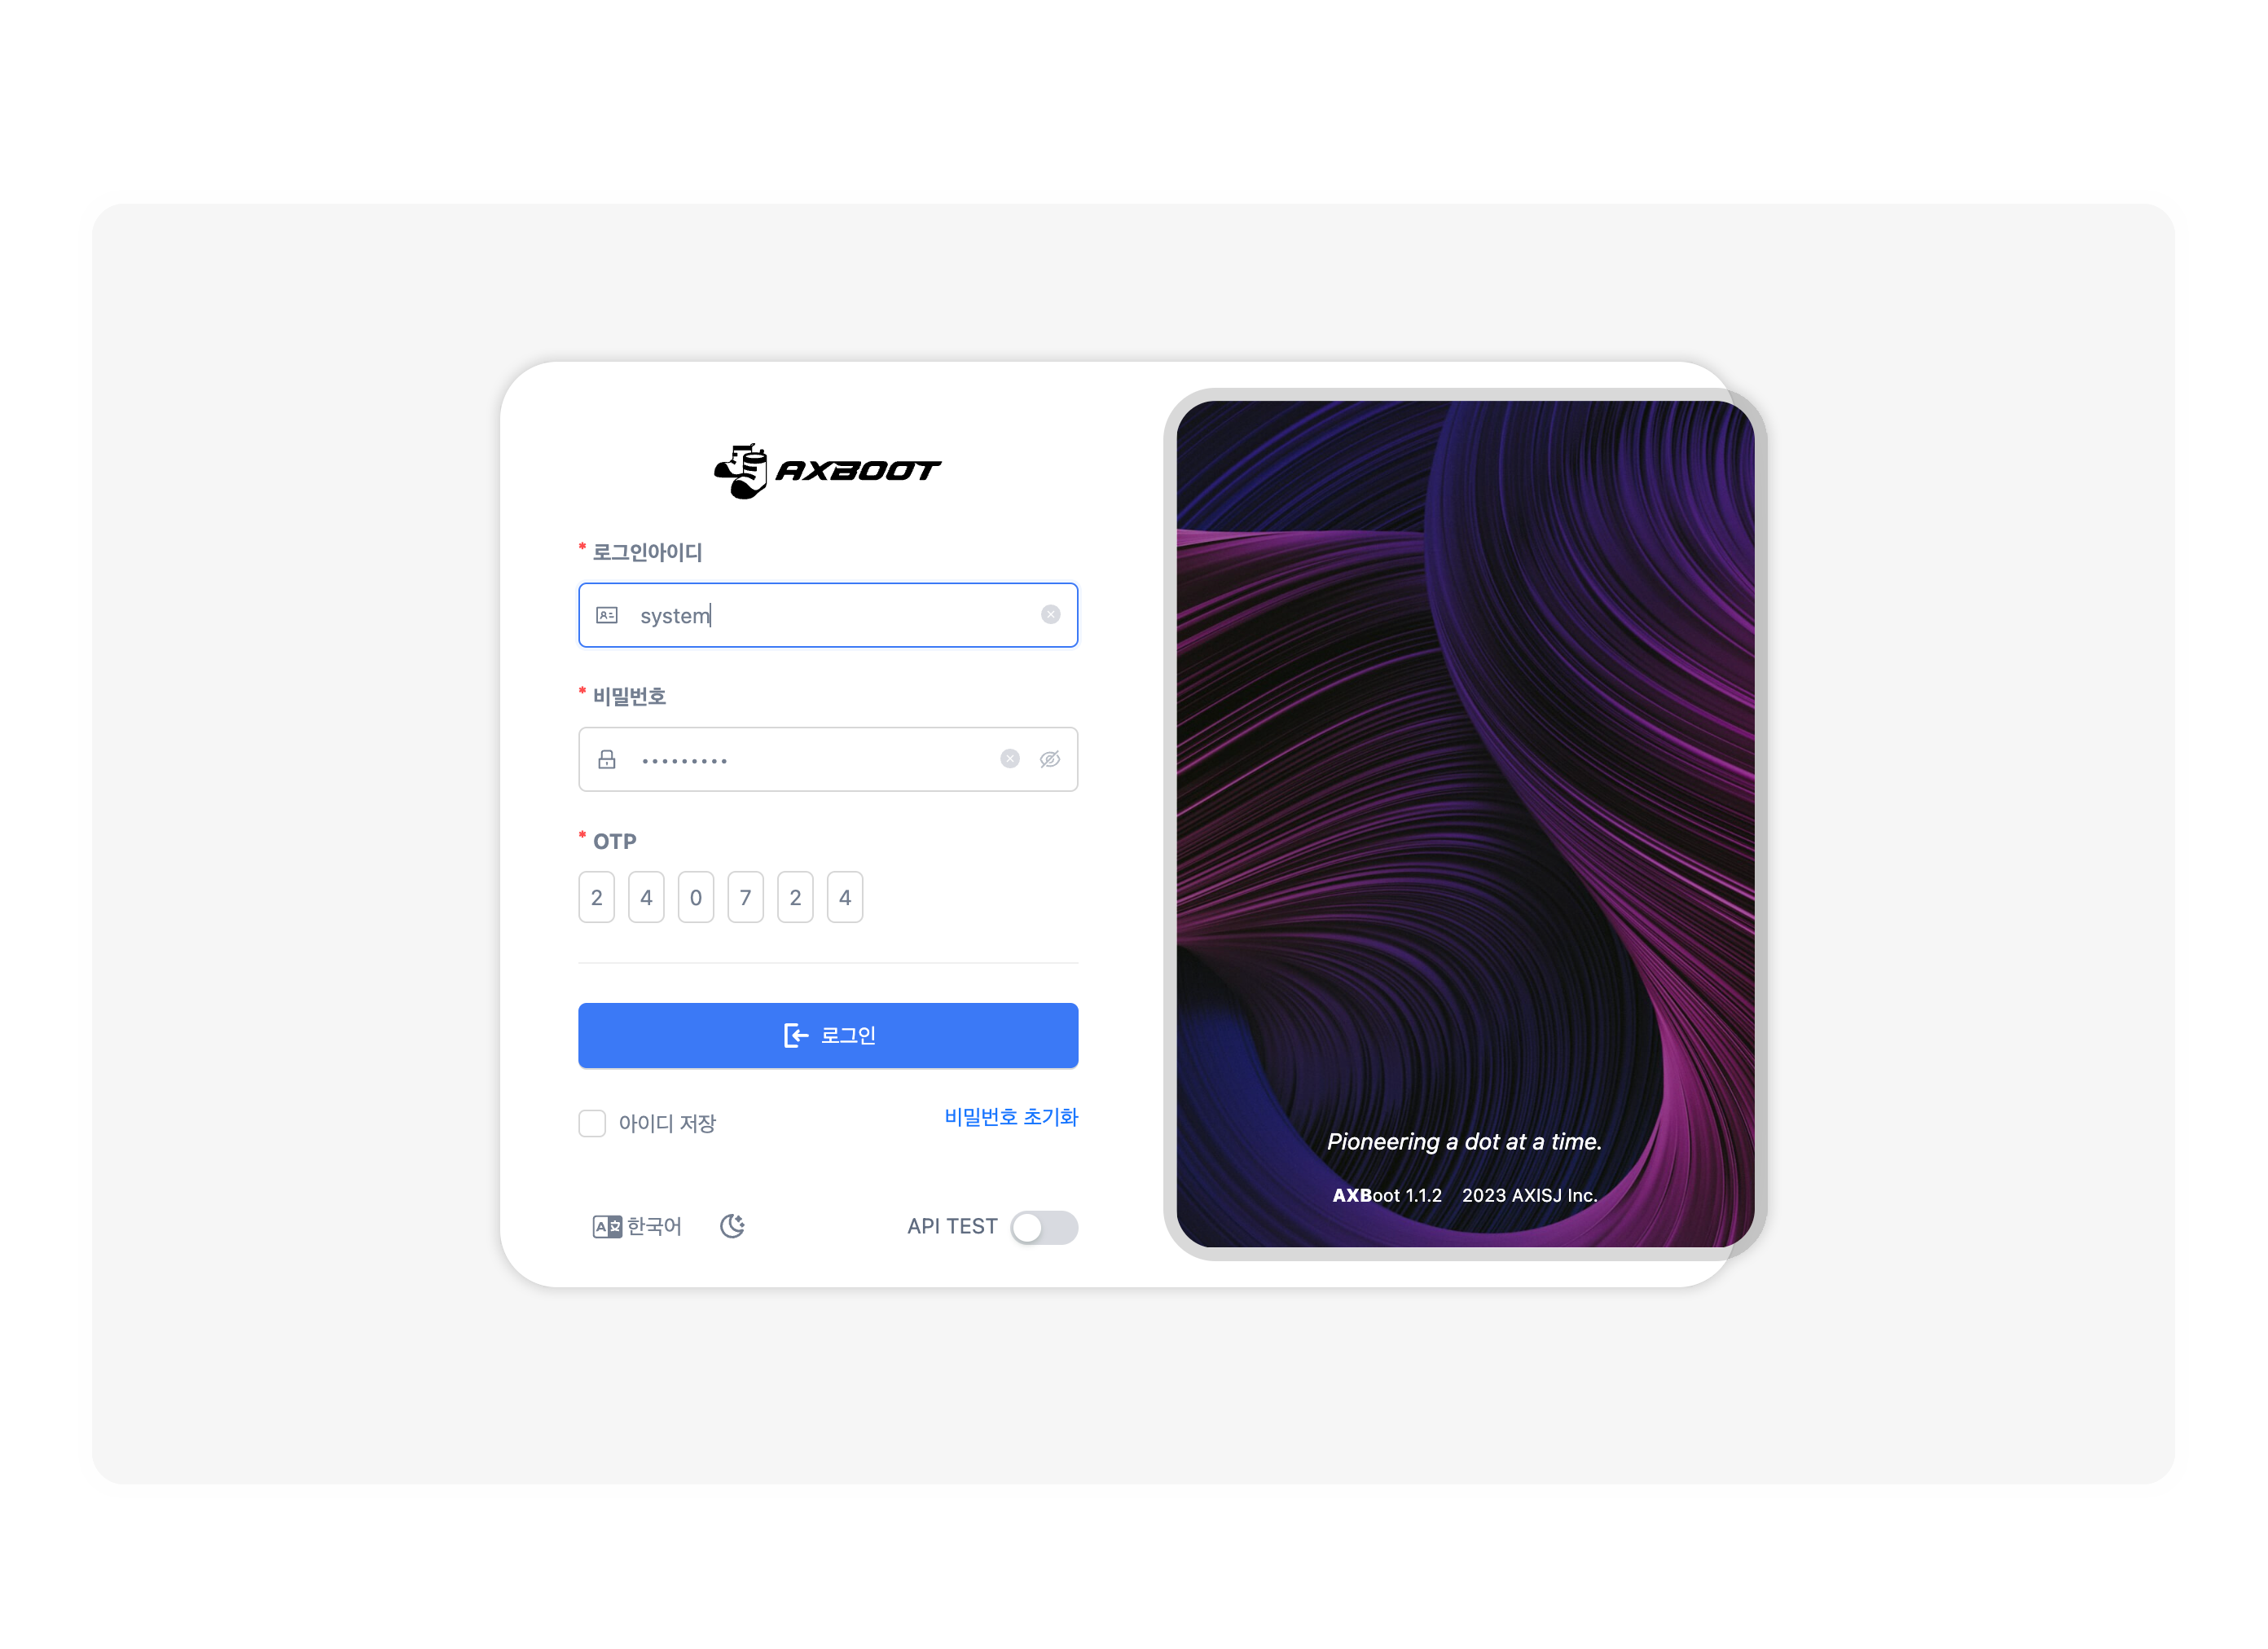 AXBOOT
* 로그인아이디
system
* 비밀번호
•••••••••
* OTP
2 4 0 7 2 4
로그인
아이디 저장
비밀번호 초기화
한국어
API TEST
Pioneering a dot at a time.
AXBoot 1.1.2 2023 AXISJ Inc.